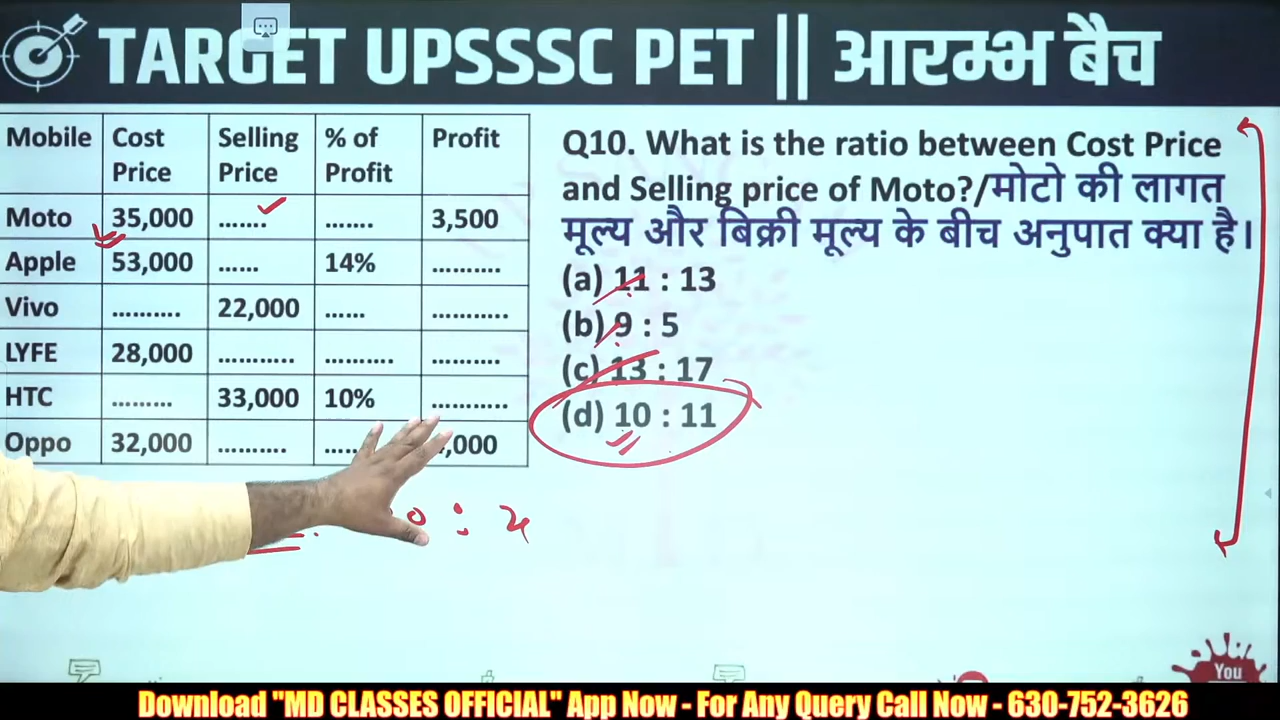 TARGET UPSSSC PET || आरम्भ बैच
Mobile Cost Price Selling Price % of Profit Profit
Moto 35,000 ....... ....... 3,500
Apple 53,000 ...... 14% ..........
Vivo .......... 22,000 ...... ...........
LYFE 28,000 ........... .......... ..........
HTC ......... 33,000 10% ...........
Oppo 32,000 .......... ,000
Q10. What is the ratio between Cost Price
and Selling price of Moto?/मोटो की लागत
मूल्य और बिक्री मूल्य के बीच अनुपात क्या है।
(a) 11 : 13
(b) 9 : 5
(c) 13 : 17
(d) 10 : 11
You
Download "MD CLASSES OFFICIAL" App Now - For Any Query Call Now - 630-752-3626